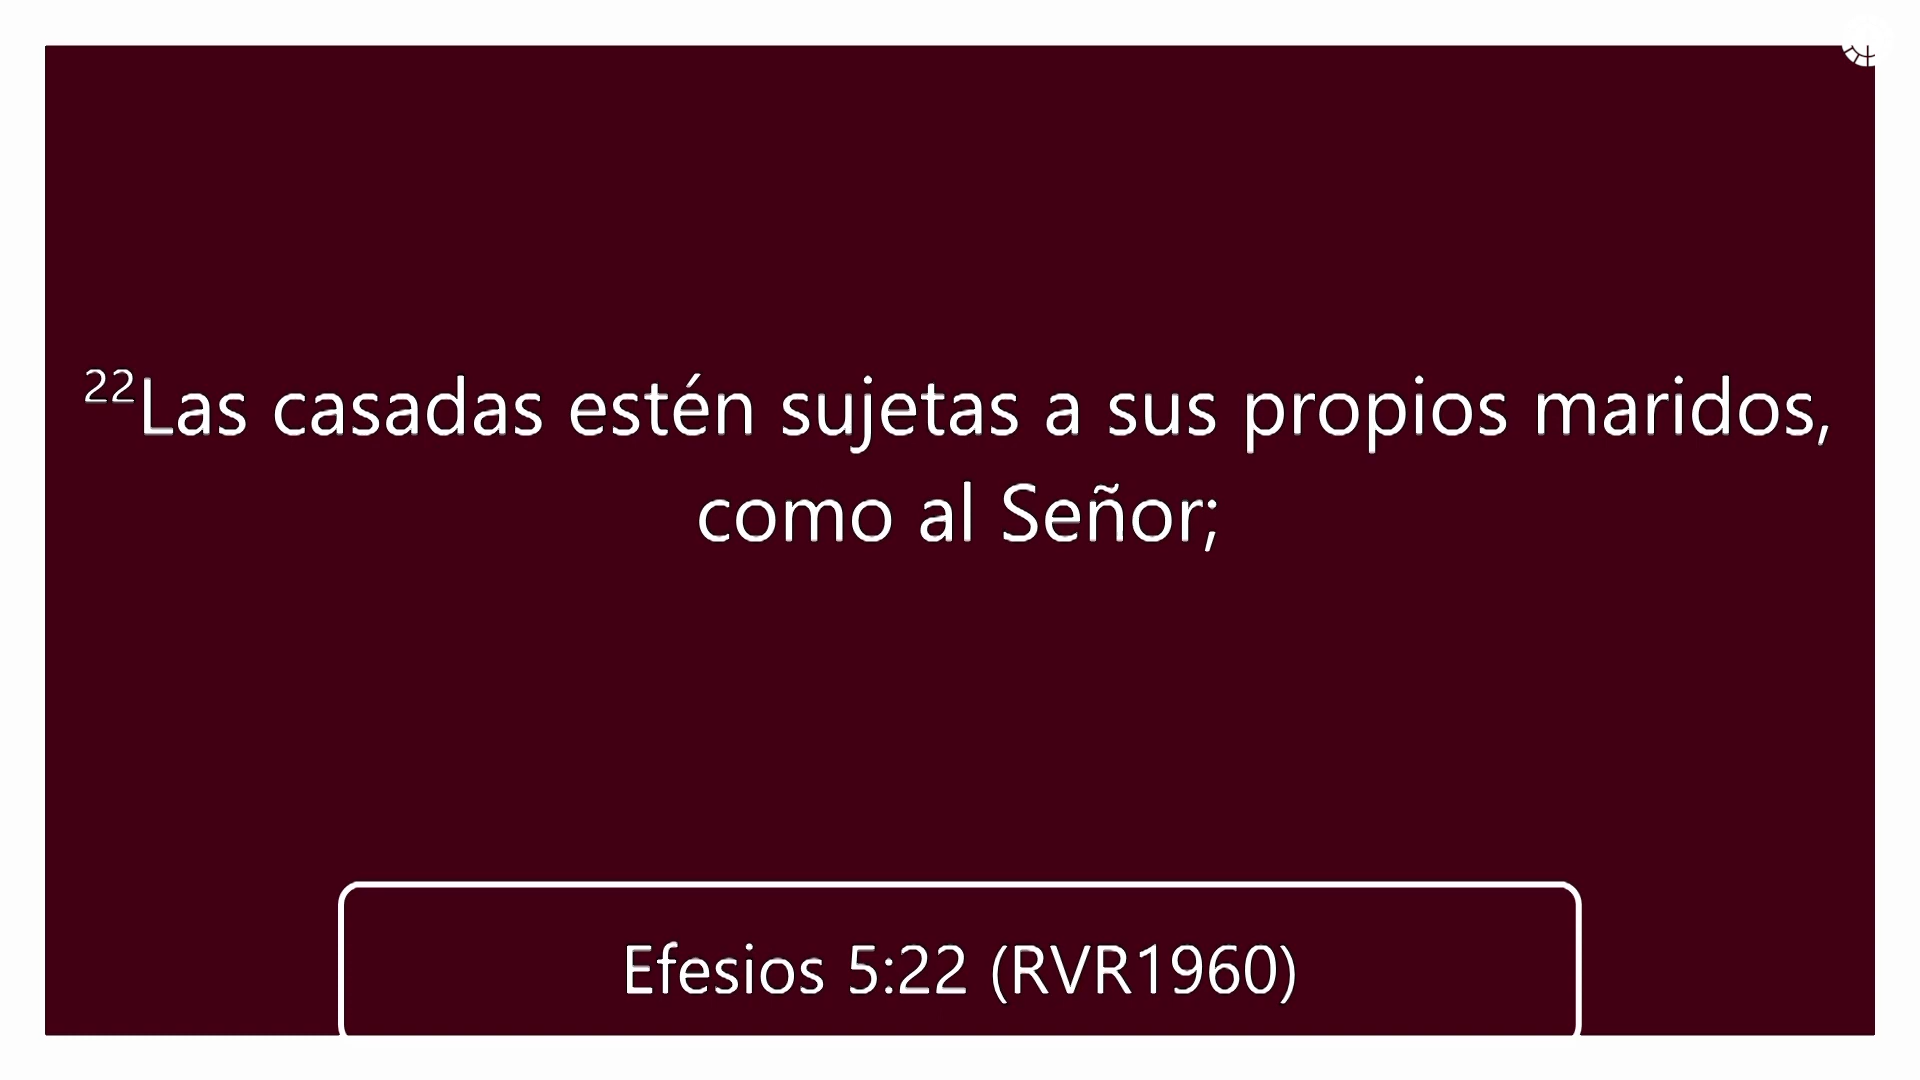 ²²Las casadas estén sujetas a sus propios maridos,
como al Señor;
Efesios 5:22 (RVR1960)